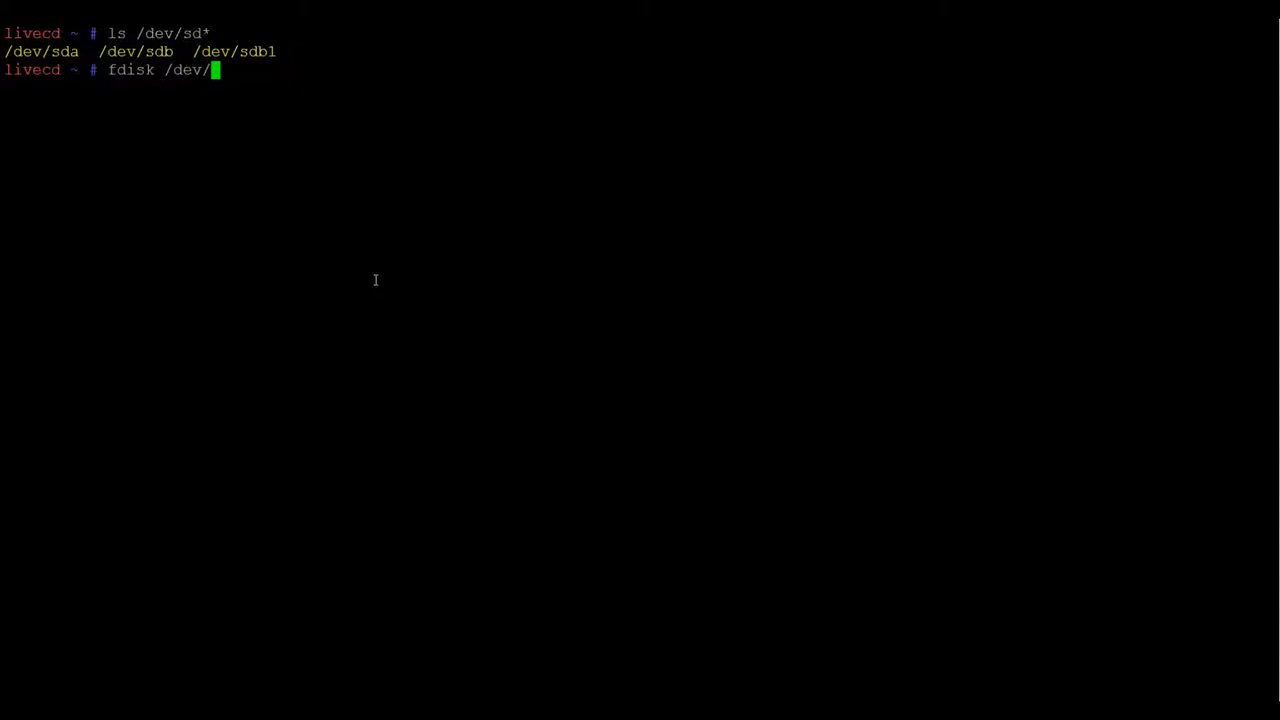 livecd ~ # ls /dev/sd*
/dev/sda  /dev/sdb  /dev/sdb1
livecd ~ # fdisk /dev/